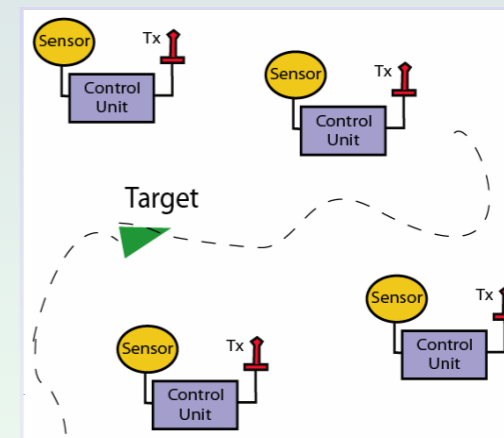 Sensor
Tx
Control
Unit
Sensor
Tx
Control
Unit
Target
Sensor
Tx
Control
Unit
Sensor
Tx
Control
Unit